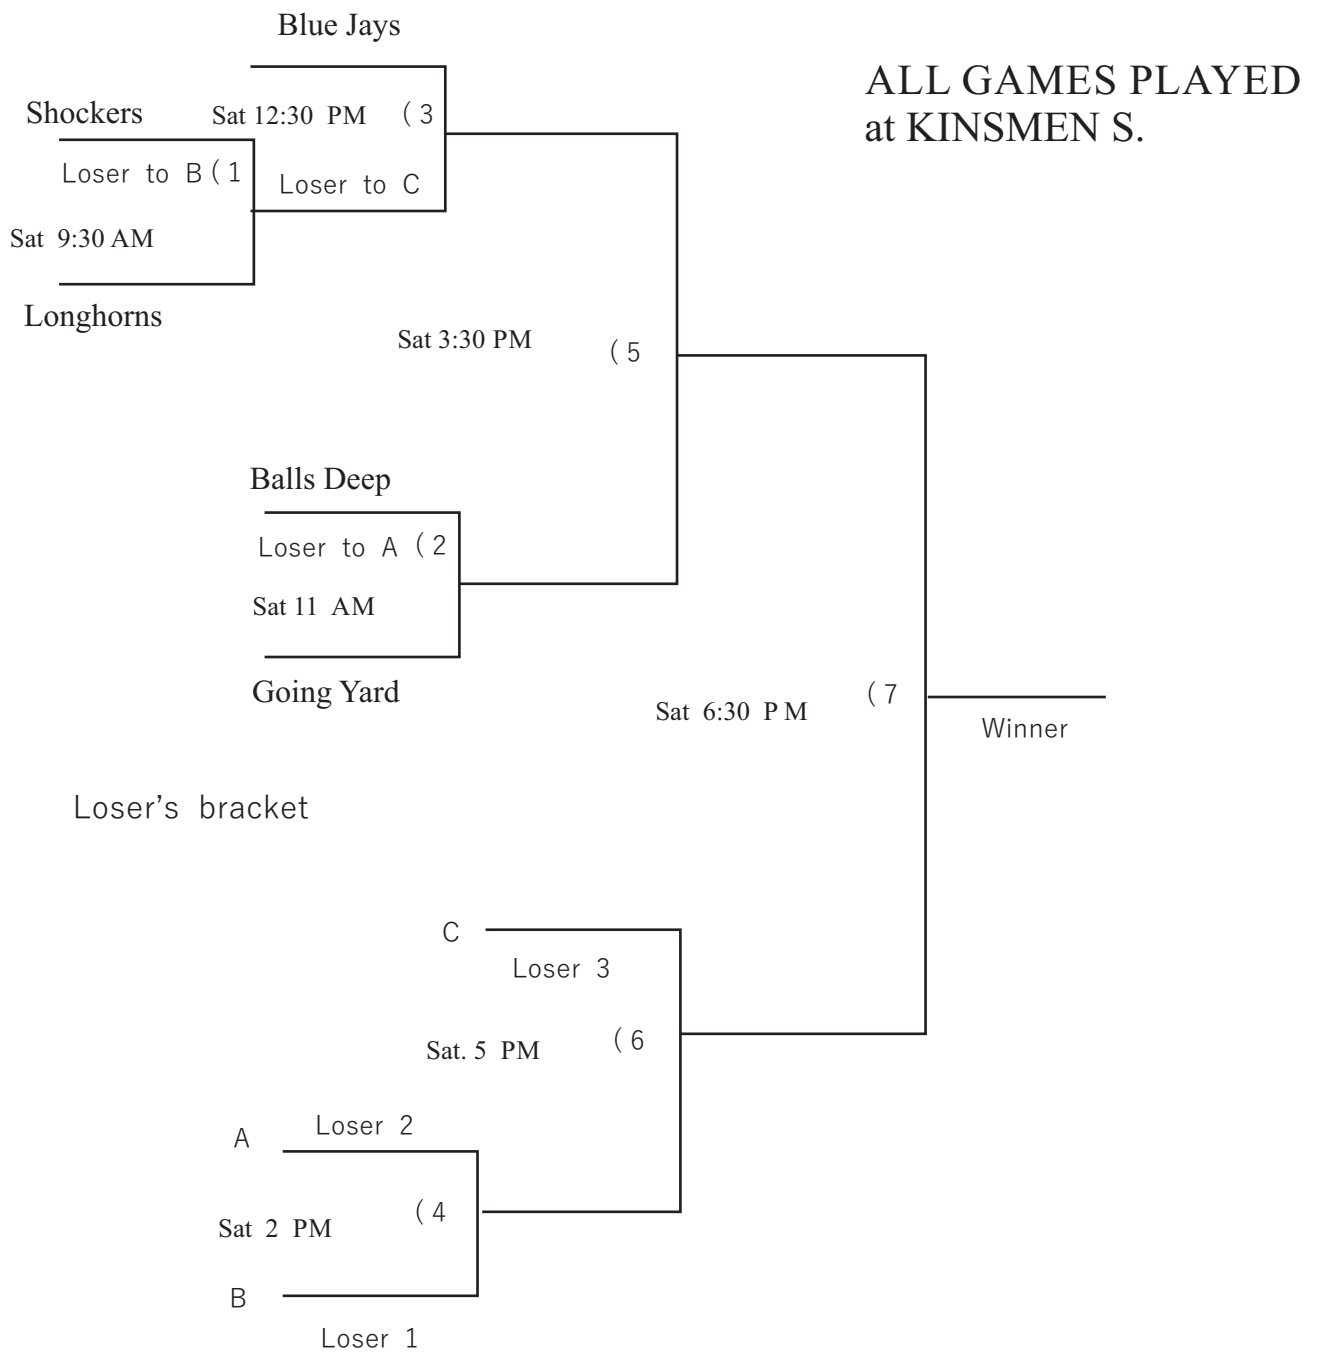 Blue Jays
ALL GAMES PLAYED
at KINSMEN S.
Shockers
Sat 12:30 PM (3
Loser to B (1
Loser to C
Sat 9:30 AM
Longhorns
Sat 3:30 PM (5
Balls Deep
Loser to A (2
Sat 11 AM
Going Yard
Sat 6:30 P M (7
Winner
Loser's bracket
C
Loser 3
Sat. 5 PM (6
Loser 2
A
Sat 2 PM (4
B
Loser 1